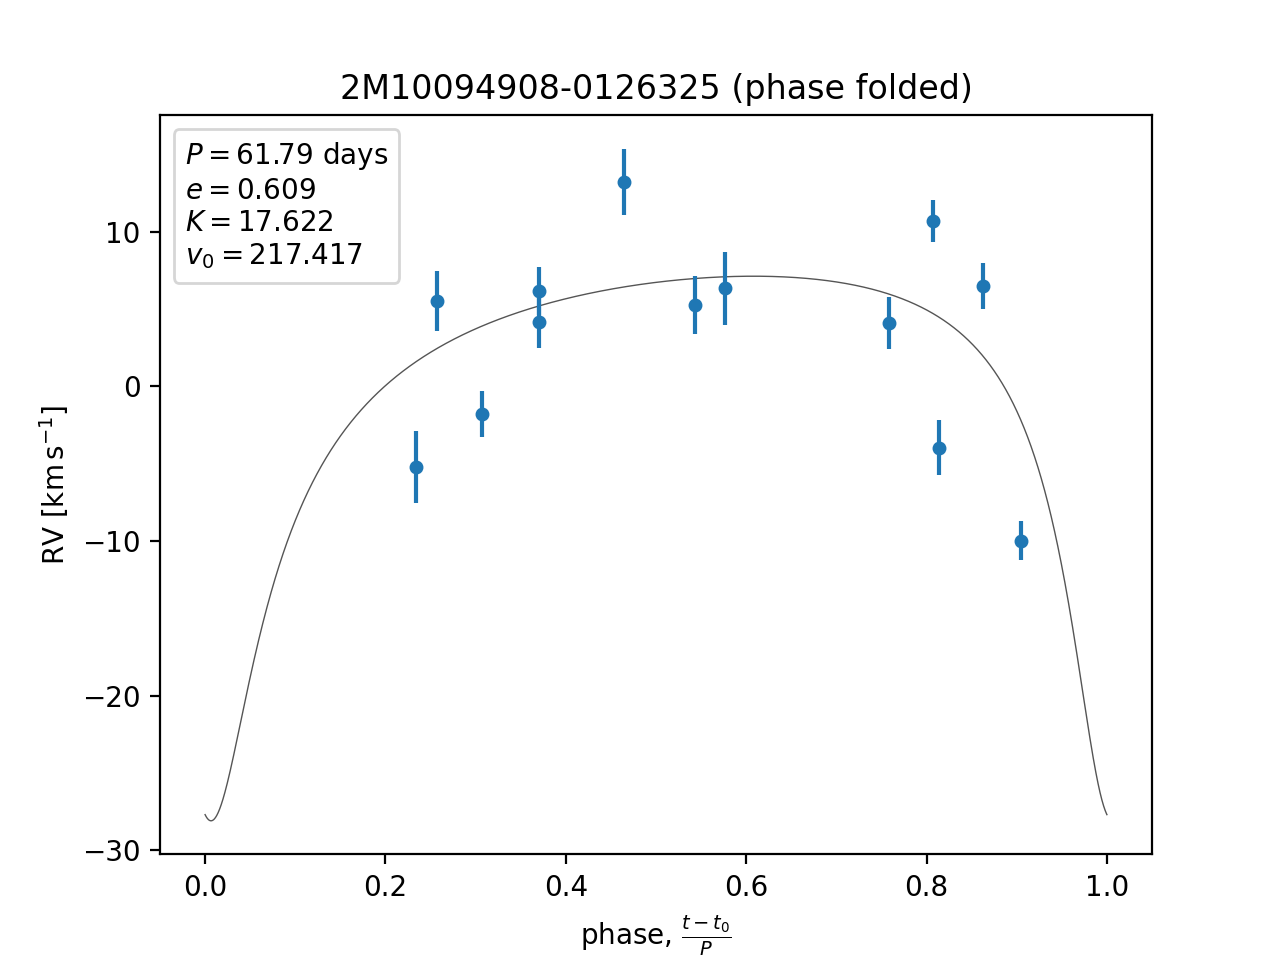 2M10094908-0126325 (phase folded)
P = 61.79 days
e = 0.609
K = 17.622
v₀ = 217.417
10
0
−10
−20
−30
RV [km s⁻¹]
0.0 0.2 0.4 0.6 0.8 1.0
phase, (t − t₀)/P